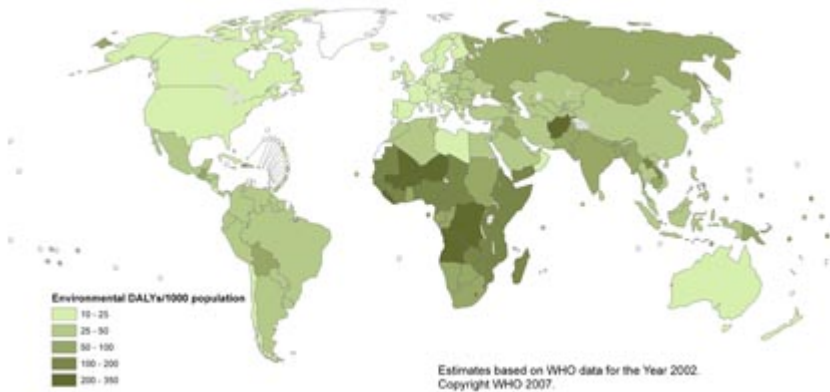 Environmental DALYs/1000 population
10 - 25
25 - 50
50 - 100
100 - 200
200 - 350
Estimates based on WHO data for the Year 2002.
Copyright WHO 2007.